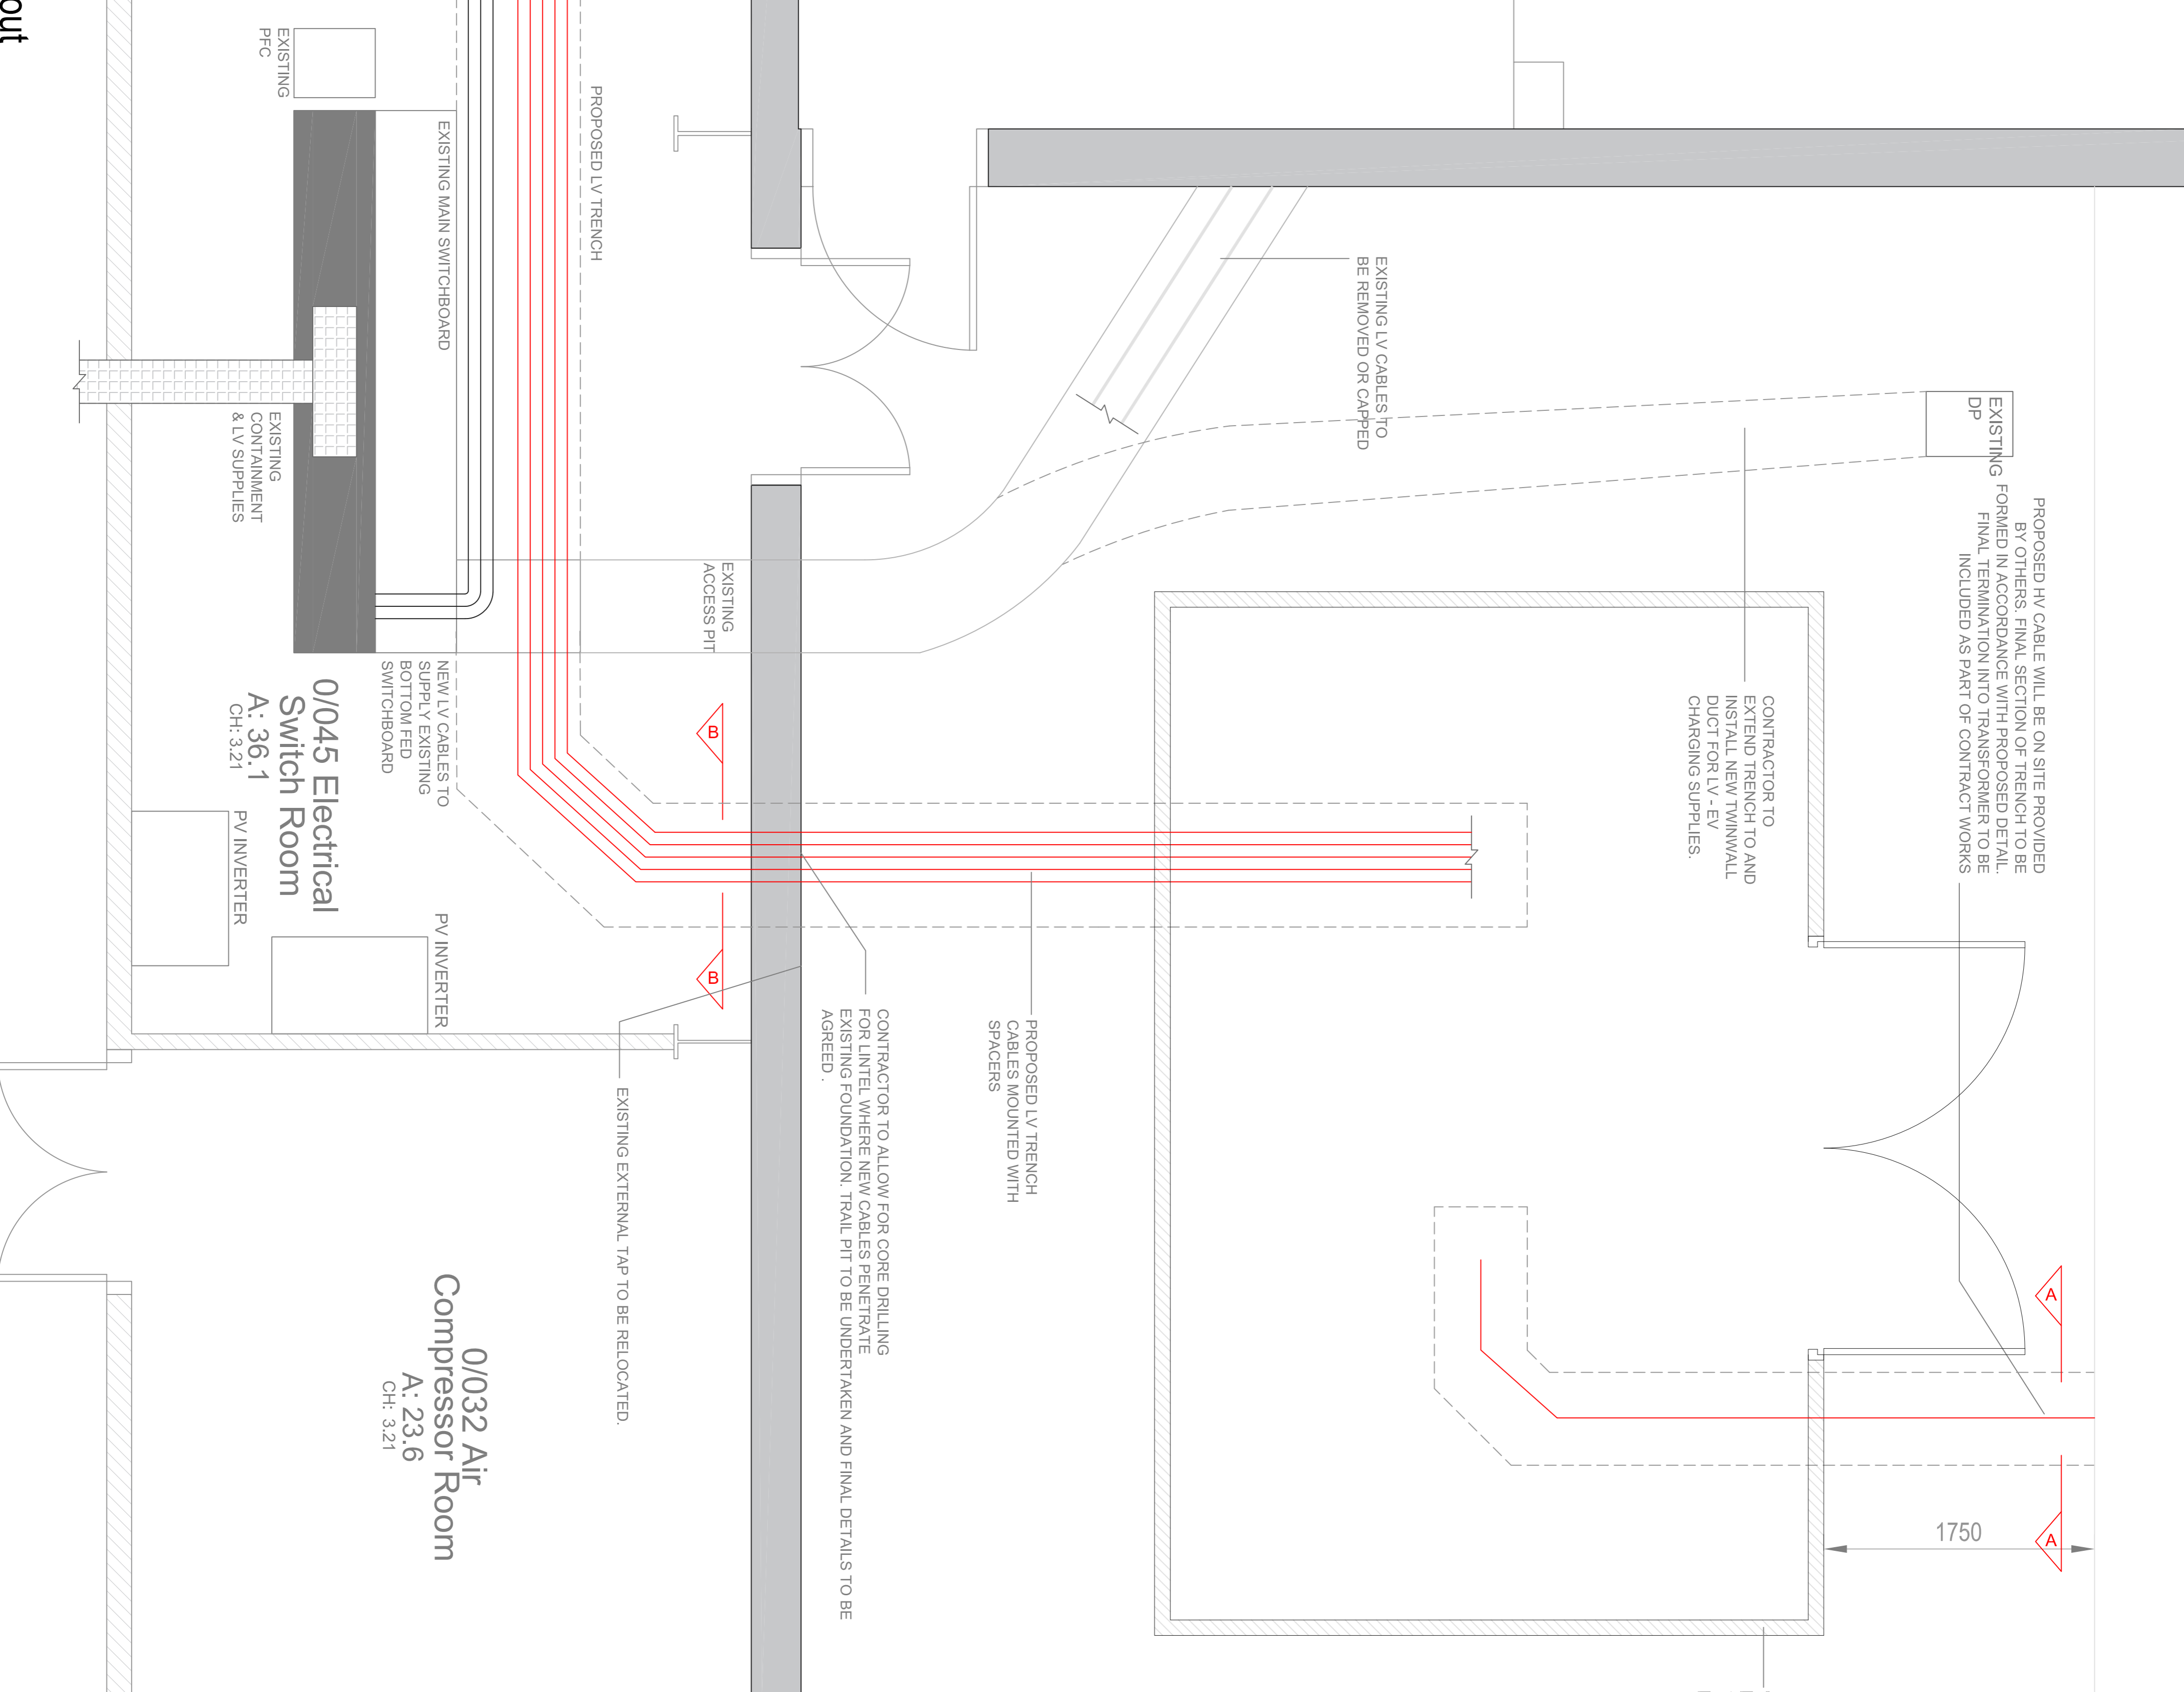 out
EXISTING
PFC
EXISTING MAIN SWITCHBOARD
PROPOSED LV TRENCH
EXISTING LV CABLES TO
BE REMOVED OR CAPPED
EXISTING
DP
PROPOSED HV CABLE WILL BE ON SITE PROVIDED
BY OTHERS. FINAL SECTION OF TRENCH TO BE
FORMED IN ACCORDANCE WITH PROPOSED DETAIL.
FINAL TERMINATION INTO TRANSFORMER TO BE
INCLUDED AS PART OF CONTRACT WORKS
CONTRACTOR TO
EXTEND TRENCH TO AND
INSTALL NEW TWINWALL
DUCT FOR LV - EV
CHARGING SUPPLIES.
EXISTING
CONTAINMENT
& LV SUPPLIES
EXISTING
ACCESS PIT
NEW LV CABLES TO
SUPPLY EXISTING
BOTTOM FED
SWITCHBOARD
0/045 Electrical
Switch Room
A: 36.1
CH: 3.21
PV INVERTER
PV INVERTER
B
B
PROPOSED LV TRENCH
CABLES MOUNTED WITH
SPACERS
CONTRACTOR TO ALLOW FOR CORE DRILLING
FOR LINTEL WHERE NEW CABLES PENETRATE
EXISTING FOUNDATION. TRAIL PIT TO BE UNDERTAKEN AND FINAL DETAILS TO BE
AGREED .
EXISTING EXTERNAL TAP TO BE RELOCATED.
0/032 Air
Compressor Room
A: 23.6
CH: 3.21
A
A
1750